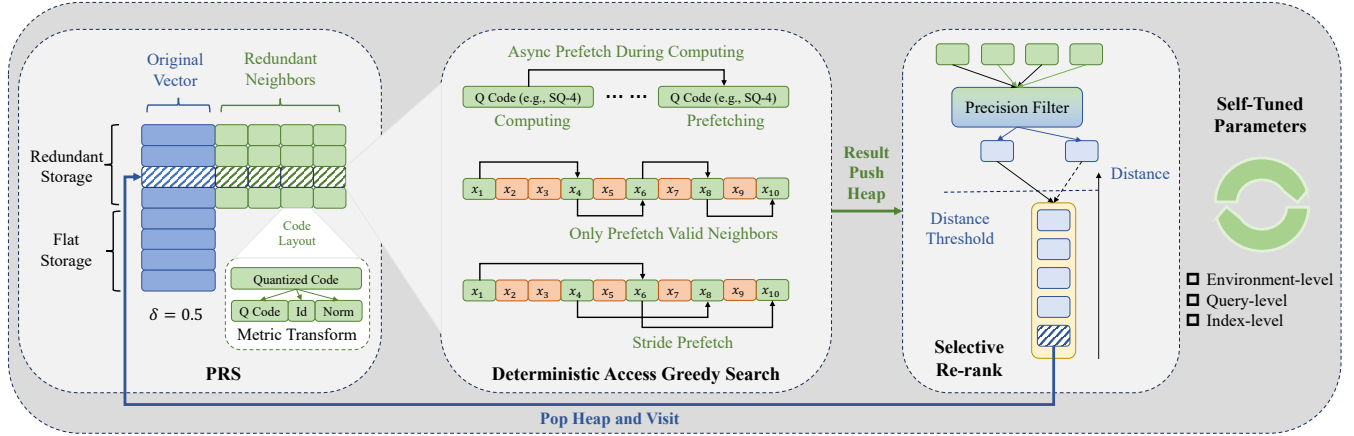 Original
Vector
Redundant
Neighbors
Redundant
Storage
Flat
Storage
δ = 0.5
Code
Layout
Quantized Code
Q Code
Id
Norm
Metric Transform
PRS
Async Prefetch During Computing
Q Code (e.g., SQ-4)
... ...
Q Code (e.g., SQ-4)
Computing
Prefetching
x1 x2 x3 x4 x5 x6 x7 x8 x9 x10
Only Prefetch Valid Neighbors
x1 x2 x3 x4 x5 x6 x7 x8 x9 x10
Stride Prefetch
Deterministic Access Greedy Search
Result
Push
Heap
Precision Filter
Distance
Distance
Threshold
Selective
Re-rank
Pop Heap and Visit
Self-Tuned
Parameters
Environment-level
Query-level
Index-level